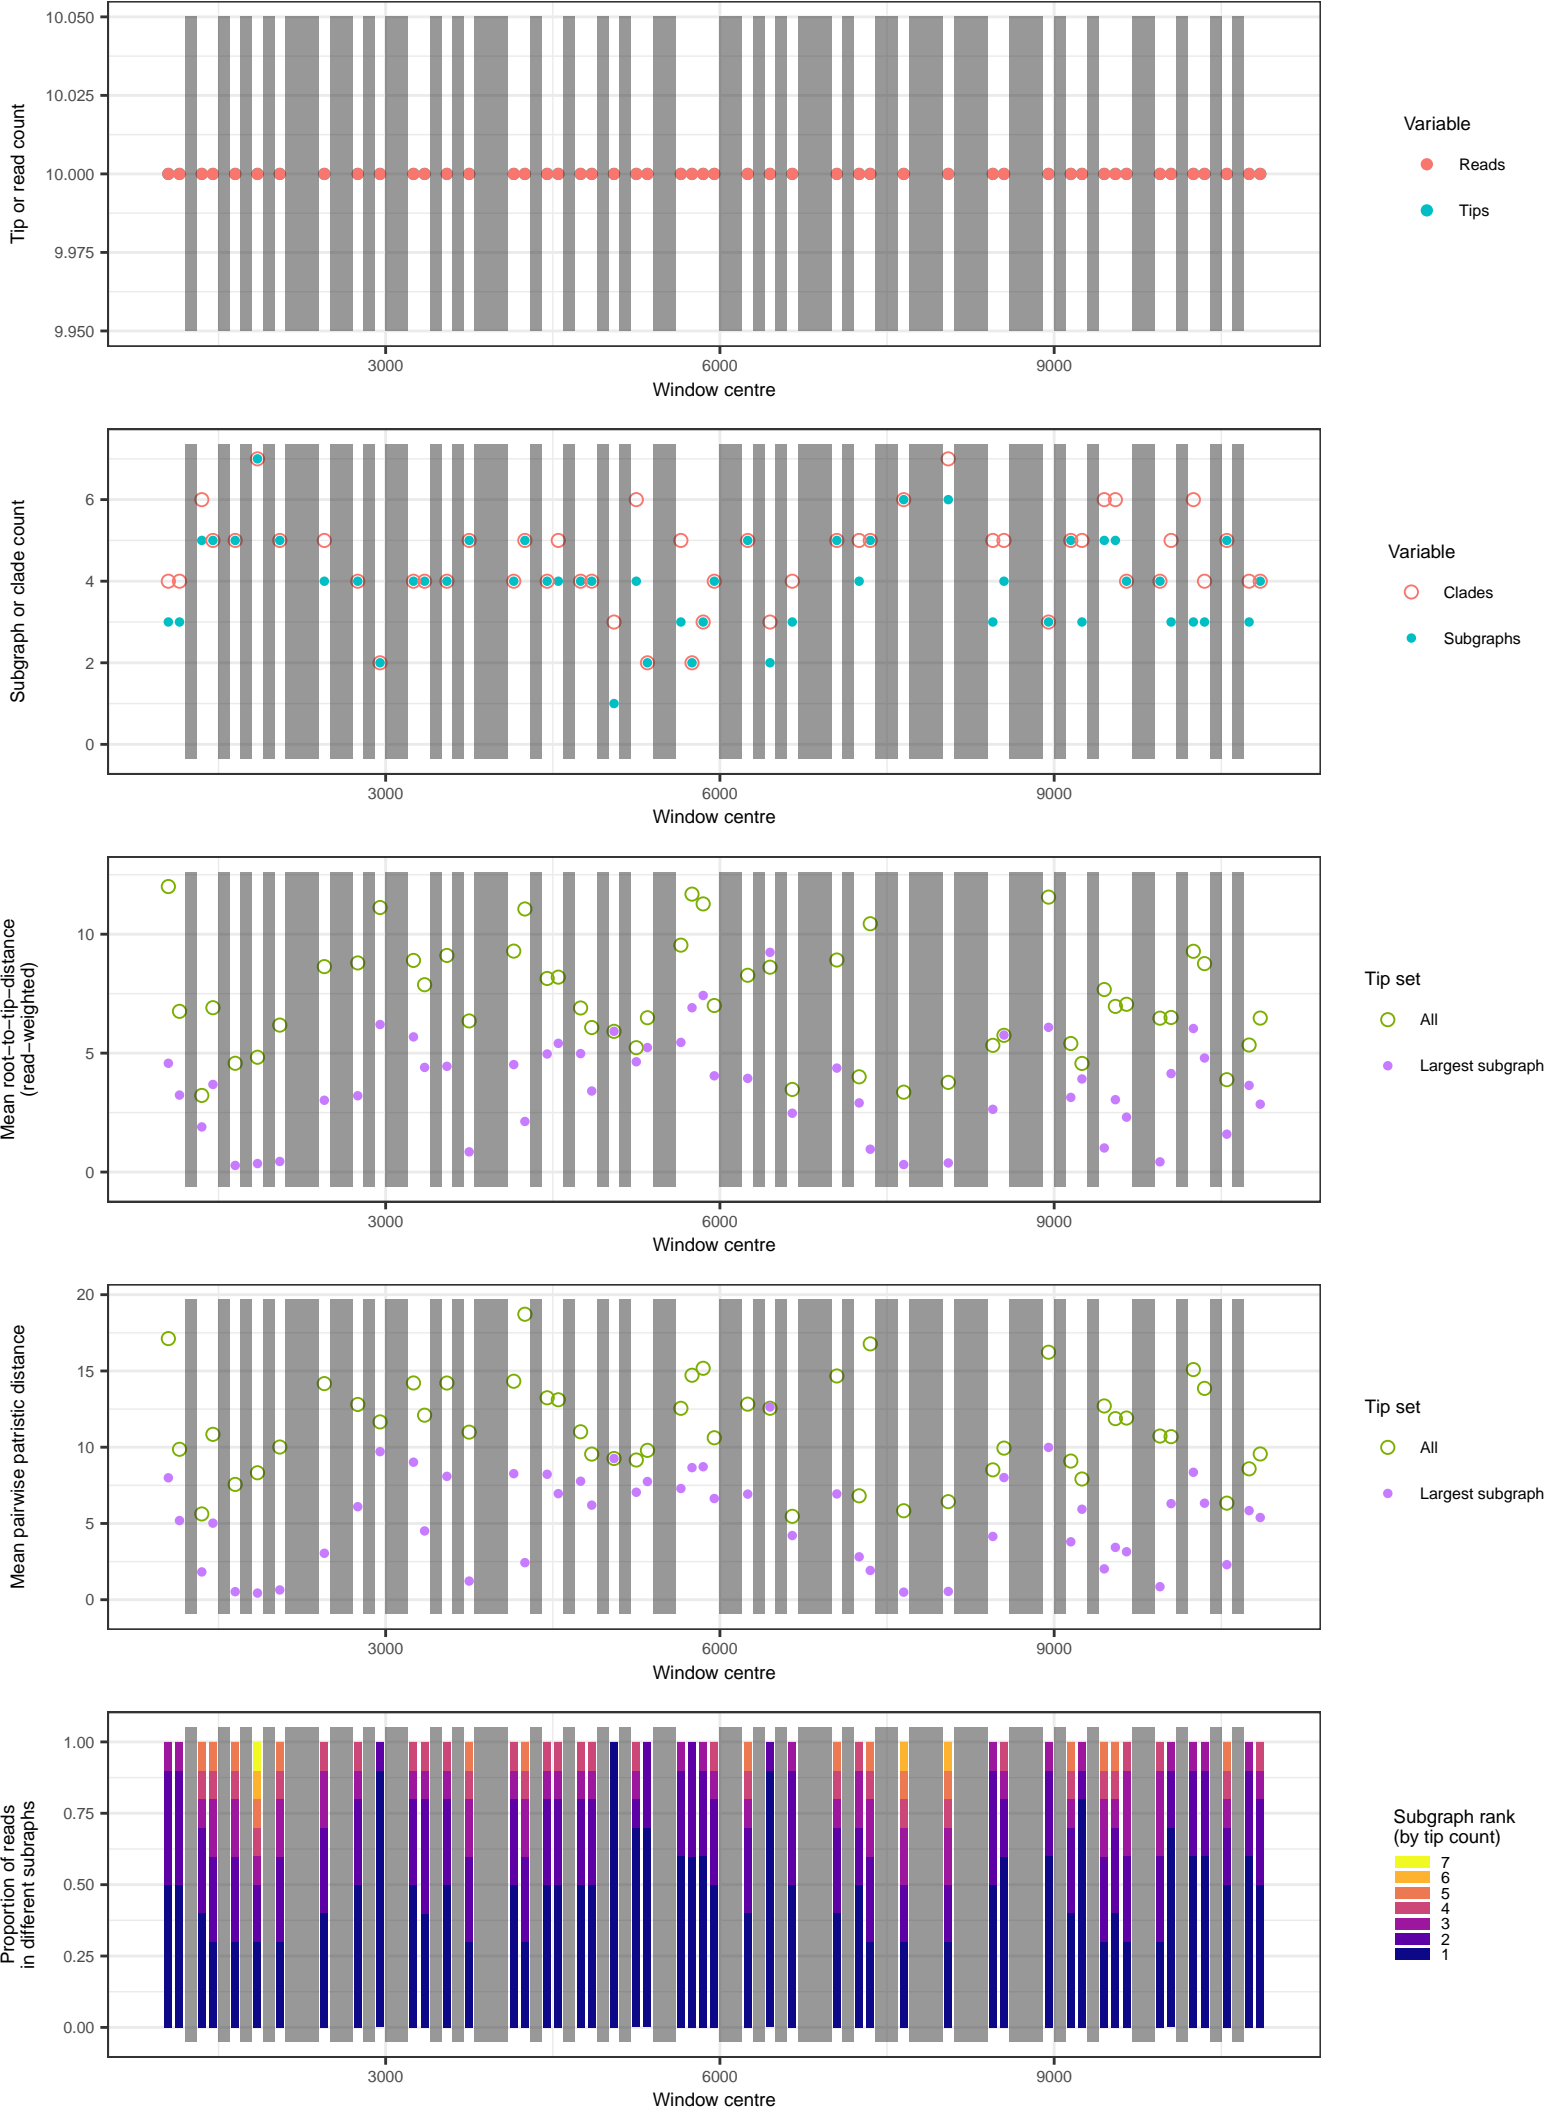 10.050
10.025
10.000
9.975
9.950
Tip or read count
3000 6000 9000
Window centre
Variable
Reads
Tips
6
4
2
0
Subgraph or clade count
3000 6000 9000
Window centre
Variable
Clades
Subgraphs
10
5
0
Mean root−to−tip−distance
(read−weighted)
3000 6000 9000
Window centre
Tip set
All
Largest subgraph
20
15
10
5
0
Mean pairwise patristic distance
3000 6000 9000
Window centre
Tip set
All
Largest subgraph
1.00
0.75
0.50
0.25
0.00
Proportion of reads
in different subraphs
3000 6000 9000
Window centre
Subgraph rank
(by tip count)
7
6
5
4
3
2
1